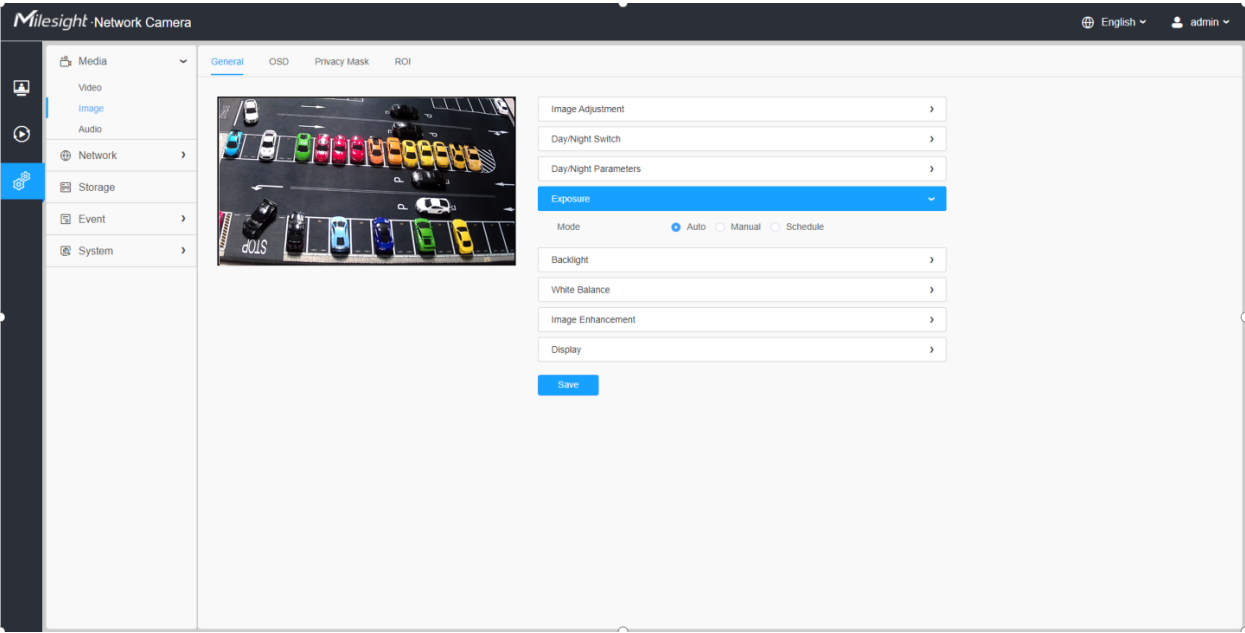 Milesight · Network Camera
English
admin
Media
Video
Image
Audio
Network
Storage
Event
System
General OSD Privacy Mask ROI
P
P
P
P
STOP
Image Adjustment
Day/Night Switch
Day/Night Parameters
Exposure
Mode Auto Manual Schedule
Backlight
White Balance
Image Enhancement
Display
Save